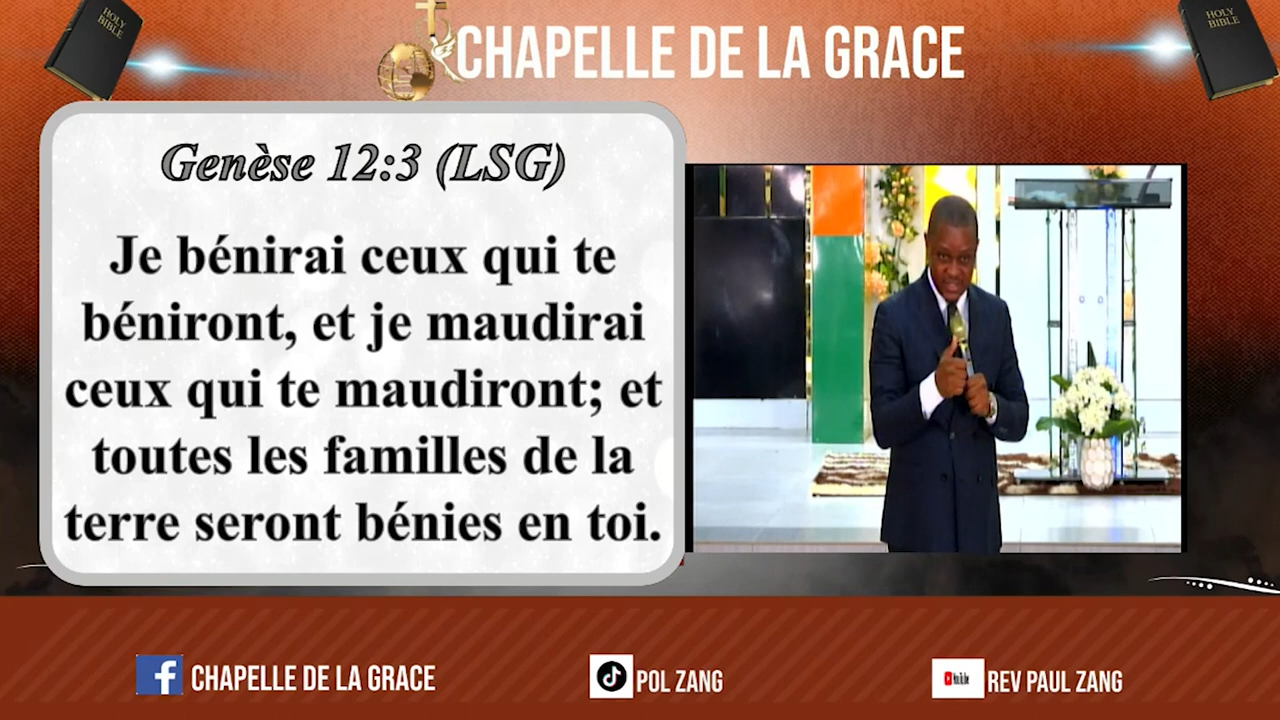 HOLY
BIBLE
CHAPELLE DE LA GRACE
HOLY
BIBLE
Genèse 12:3 (LSG)
Je bénirai ceux qui te
béniront, et je maudirai
ceux qui te maudiront; et
toutes les familles de la
terre seront bénies en toi.
CHAPELLE DE LA GRACE
POL ZANG
YouTube
REV PAUL ZANG